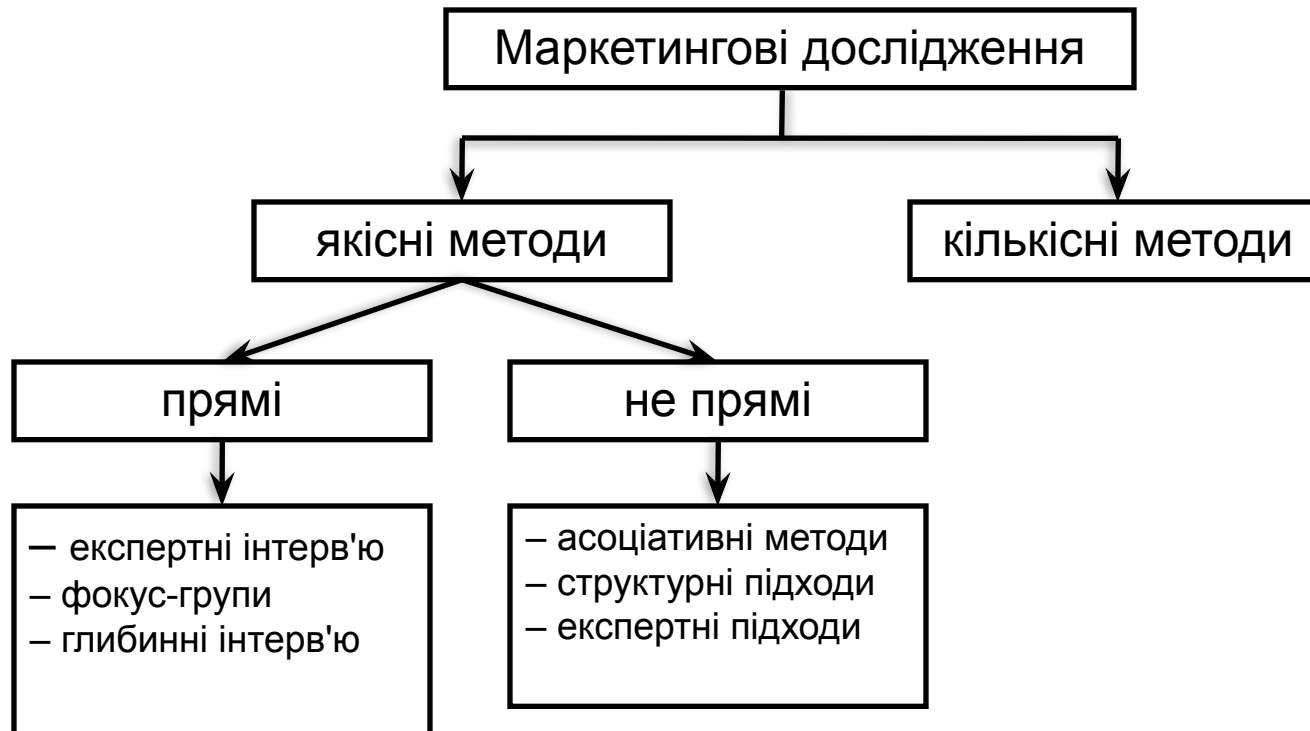 Маркетингові дослідження
якісні методи
кількісні методи
прямі
не прямі
– експертні інтерв'ю
– фокус-групи
– глибинні інтерв'ю
– асоціативні методи
– структурні підходи
– експертні підходи